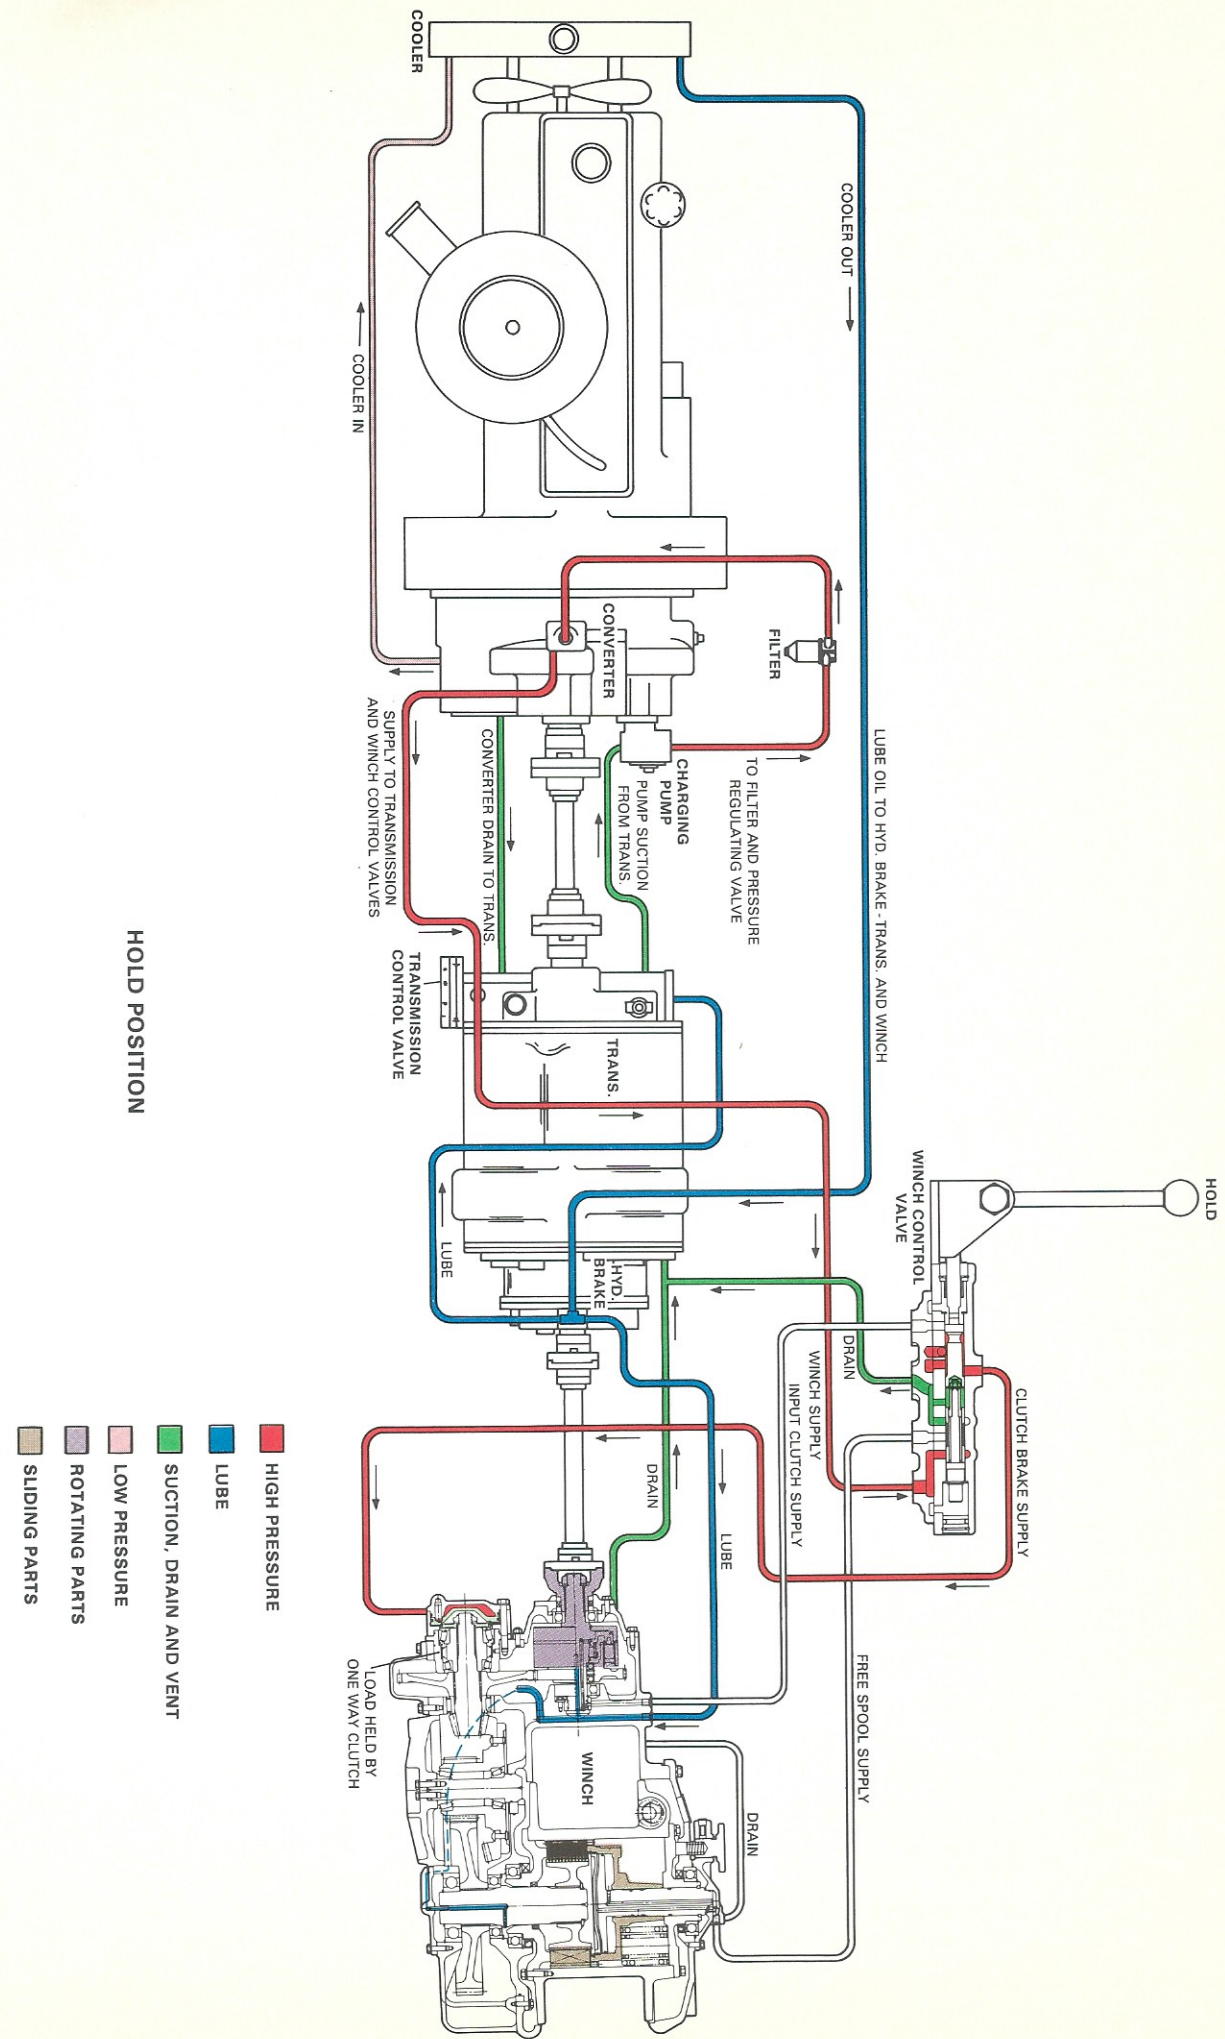 COOLER
COOLER OUT
COOLER IN
CONVERTER
FILTER
SUPPLY TO TRANSMISSION
AND WINCH CONTROL VALVES
CONVERTER DRAIN TO TRANS.
CHARGING
PUMP
PUMP SUCTION
FROM TRANS.
TO FILTER AND PRESSURE
REGULATING VALVE
LUBE OIL TO HYD. BRAKE - TRANS. AND WINCH
TRANSMISSION
CONTROL VALVE
TRANS.
HOLD
WINCH CONTROL
VALVE
LUBE
HYD.
BRAKE
DRAIN
WINCH SUPPLY
INPUT CLUTCH SUPPLY
CLUTCH BRAKE SUPPLY
DRAIN
LUBE
FREE SPOOL SUPPLY
LOAD HELD BY
ONE WAY CLUTCH
WINCH
DRAIN
HOLD POSITION
HIGH PRESSURE
LUBE
SUCTION, DRAIN AND VENT
LOW PRESSURE
ROTATING PARTS
SLIDING PARTS